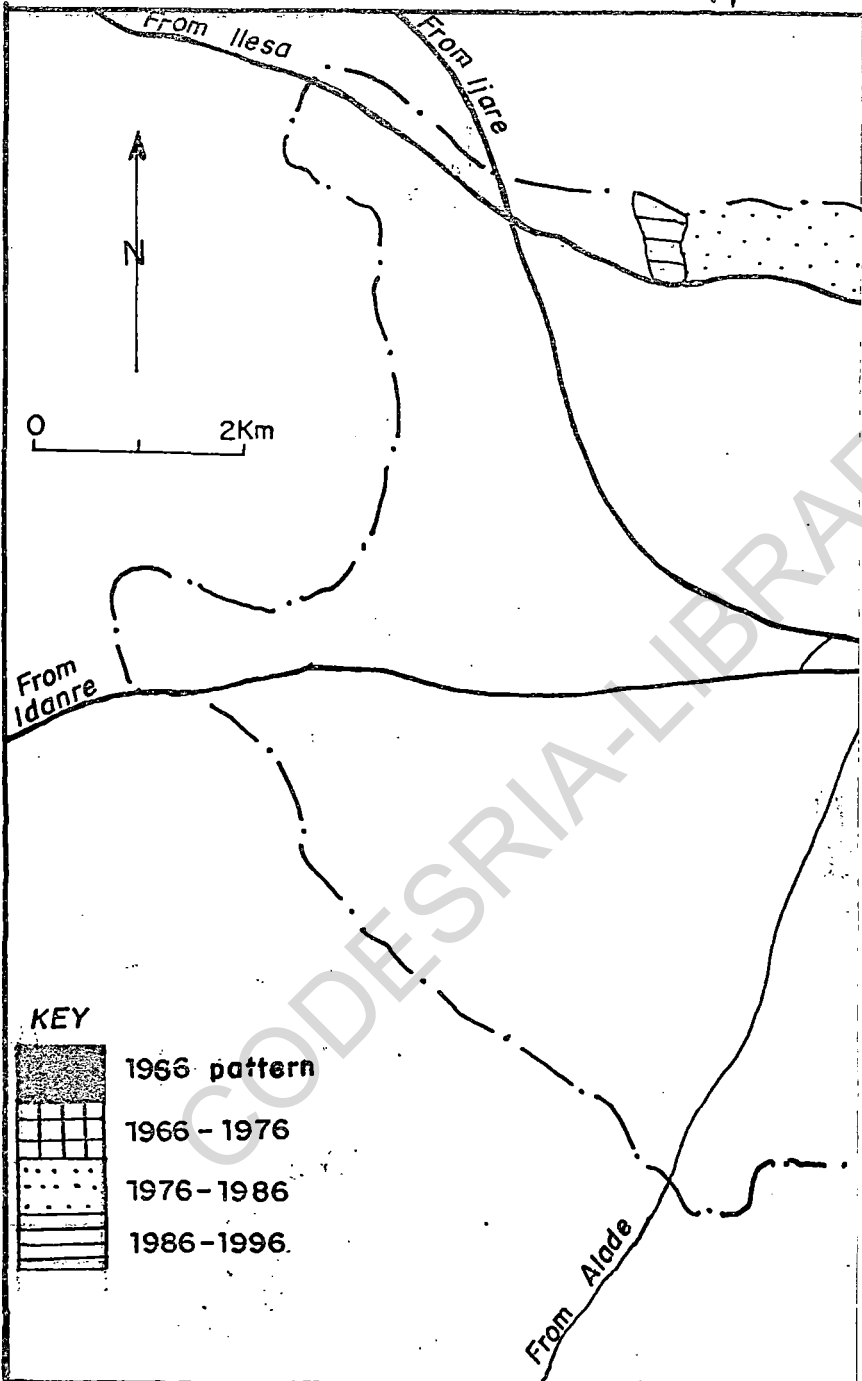 From Ilesa
From Ijare
N
0 2Km
From
Idanre
KEY
1966 pattern
1966 - 1976
1976 - 1986
1986 - 1996.
From Alade
CODESRIA-LIBRAR